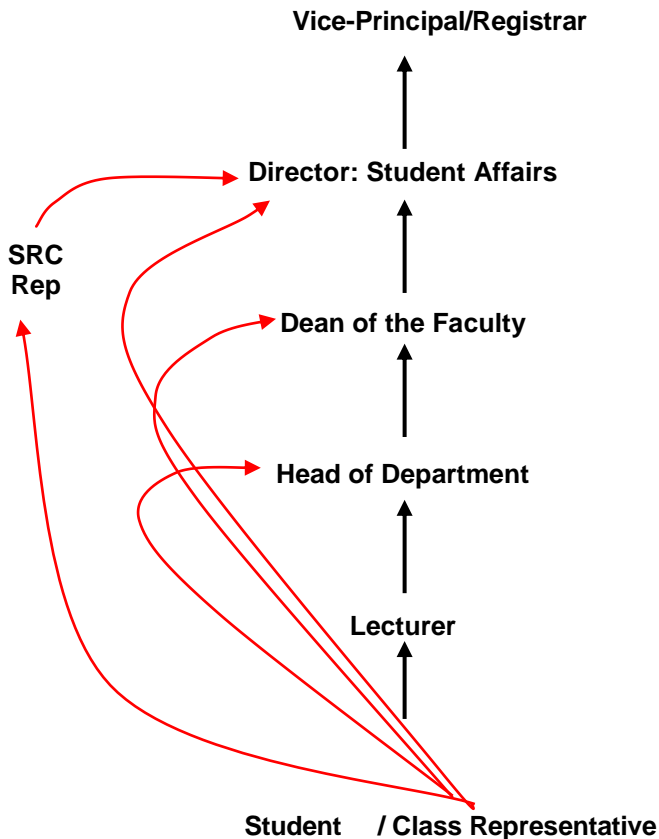 Vice-Principal/Registrar
Director: Student Affairs
SRC
Rep
Dean of the Faculty
Head of Department
Lecturer
Student / Class Representative